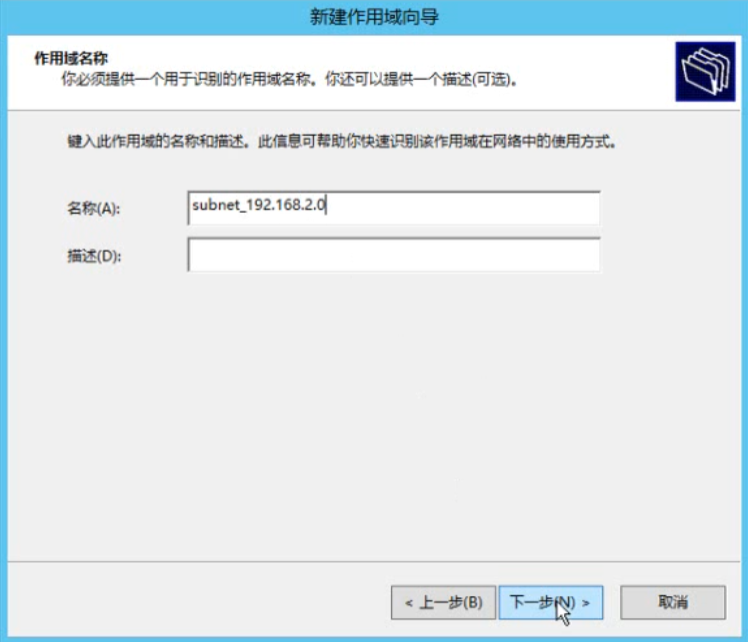 新建作用域向导
作用域名称
你必须提供一个用于识别的作用域名称。你还可以提供一个描述(可选)。
键入此作用域的名称和描述。此信息可帮助你快速识别该作用域在网络中的使用方式。
名称(A): subnet_192.168.2.0
描述(D):
< 上一步(B) 下一步(N) > 取消